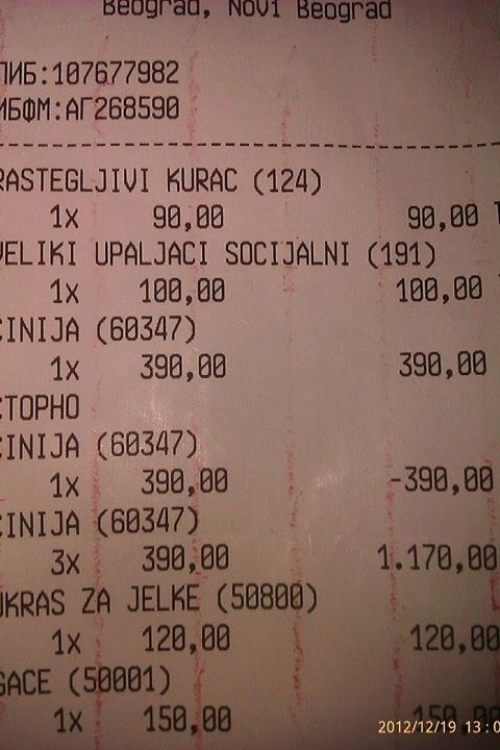 Beograd, Novi Beograd
ПИБ:107677982
ИБФМ:АГ268590
RASTEGLJIVI KURAC (124)
1x 90,00 90,00
VELIKI UPALJACI SOCIJALNI (191)
1x 100,00 100,00
CINIJA (60347)
1x 390,00 390,00
СТОРНО
CINIJA (60347)
1x 390,00 -390,00
CINIJA (60347)
3x 390,00 1.170,00
UKRAS ZA JELKE (50800)
1x 120,00 120,00
GACE (50001)
1x 150,00 150,00
2012/12/19 13:0